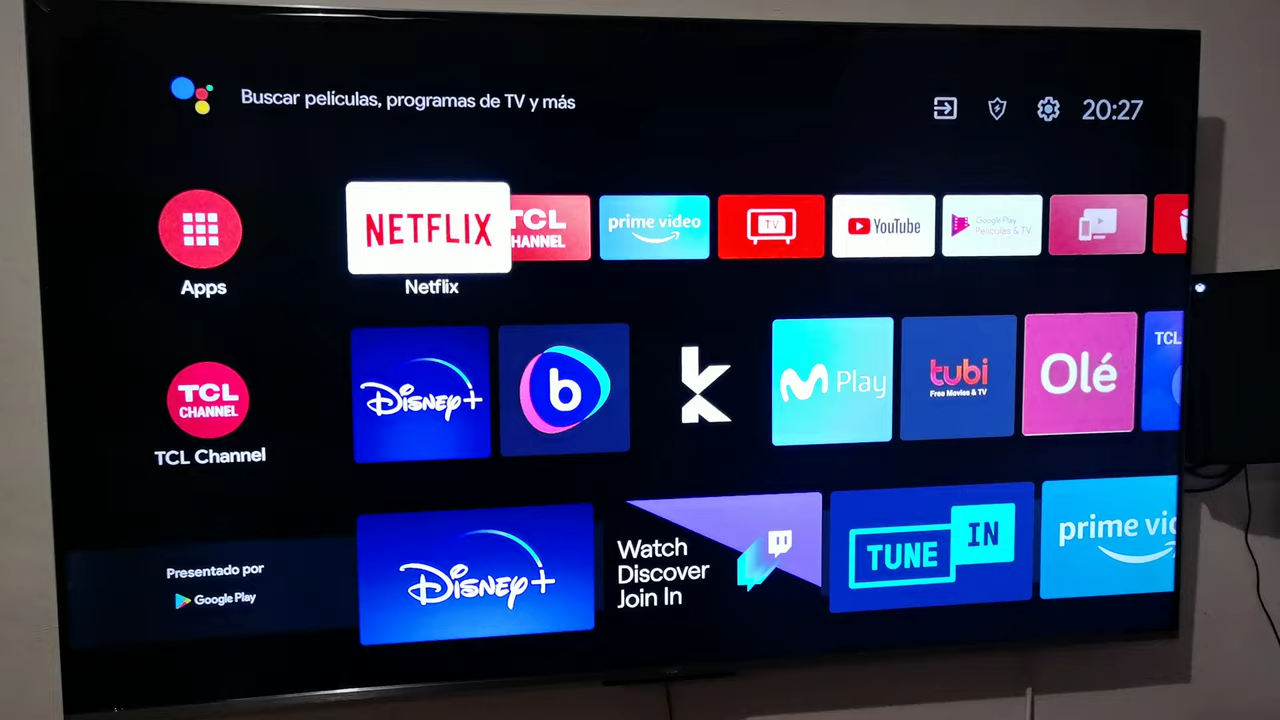 Buscar películas, programas de TV y más
20:27
Apps
NETFLIX
TCL
HANNEL
prime video
TV
YouTube
Google Play
Películas & TV
Netflix
TCL
CHANNEL
TCL Channel
Disney+
b
k
Play
tubi
Free Movies & TV
Olé
TCL
Presentado por
Google Play
Disney+
Watch
Discover
Join In
TUNE
IN
prime vid